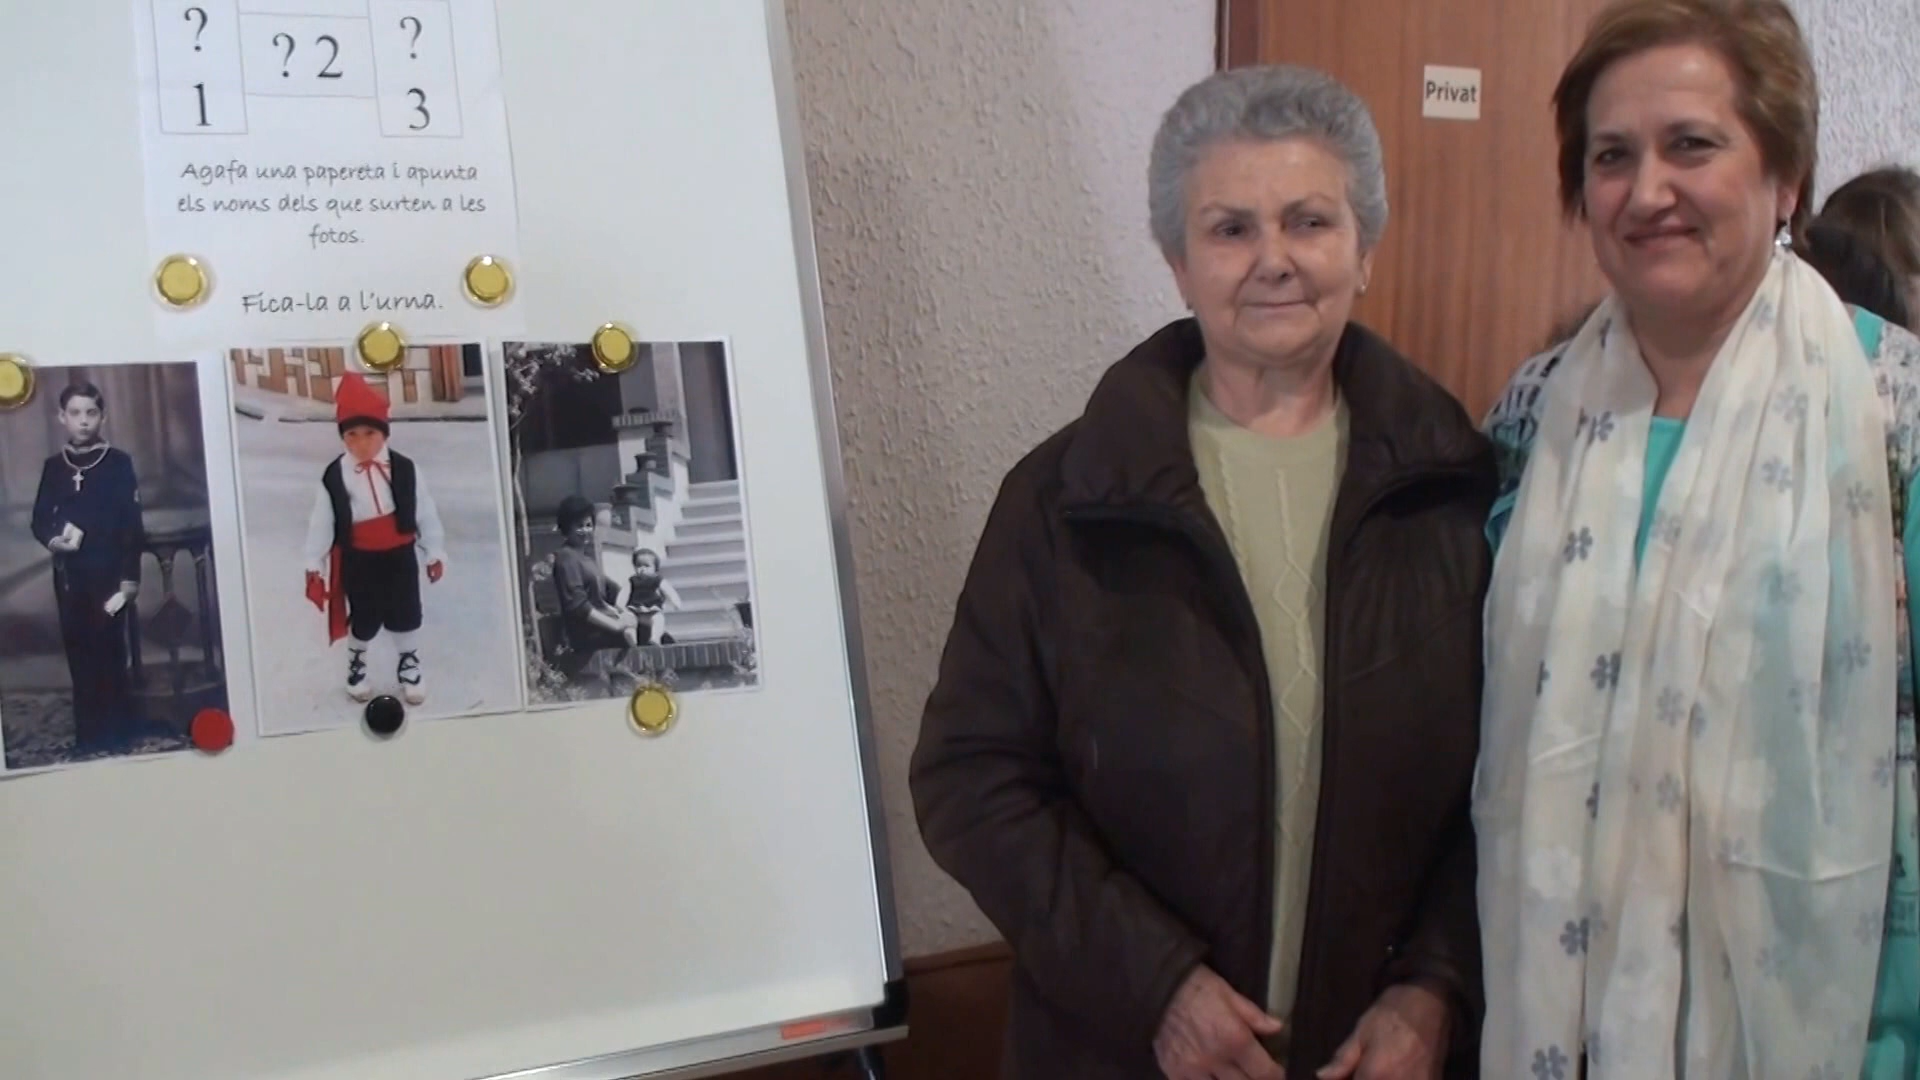 ?
1
? 2
?
3
Agafa una papereta i apunta
els noms dels que surten a les
fotos.
Fica-la a l'urna.
Privat